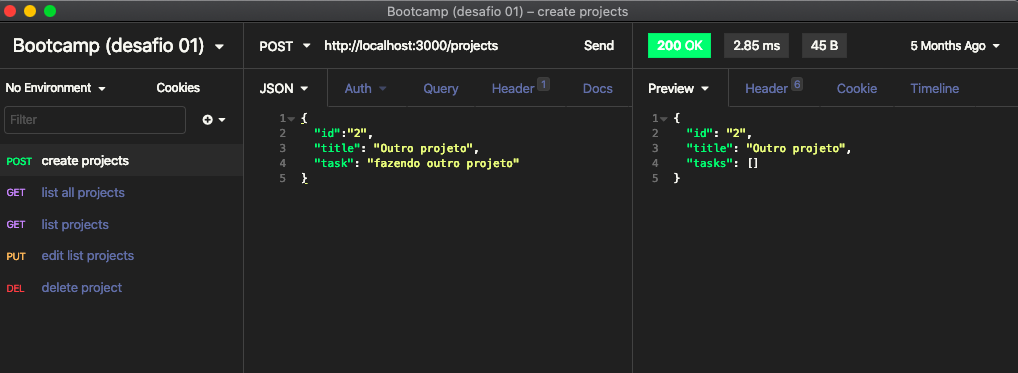 Bootcamp (desafio 01) – create projects
Bootcamp (desafio 01)
POST http://localhost:3000/projects Send
200 OK 2.85 ms 45 B 5 Months Ago
No Environment Cookies
JSON Auth Query Header 1 Docs
Preview Header 6 Cookie Timeline
Filter
POST create projects
GET list all projects
GET list projects
PUT edit list projects
DEL delete project
1 {
2 "id":"2",
3 "title": "Outro projeto",
4 "task": "fazendo outro projeto"
5 }
1 {
2 "id": "2",
3 "title": "Outro projeto",
4 "tasks": []
5 }